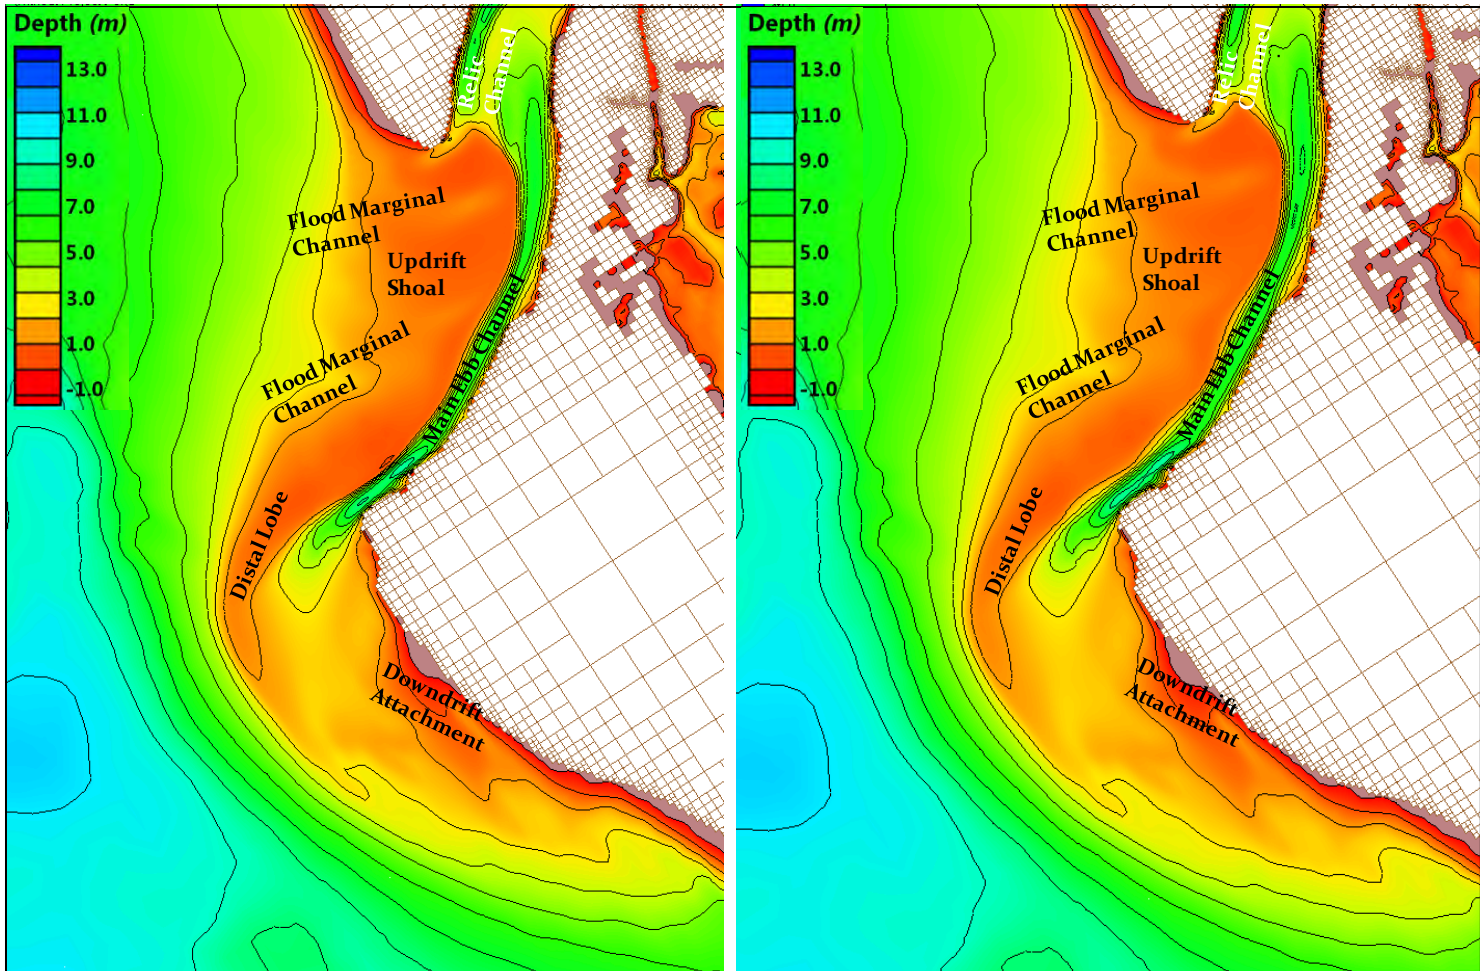 Depth (m)
13.0
11.0
9.0
7.0
5.0
3.0
1.0
-1.0
Relic
Channel
Flood Marginal
Channel
Updrift
Shoal
Flood Marginal
Channel
Main Ebb Channel
Distal Lobe
Downdrift
Attachment
Depth (m)
13.0
11.0
9.0
7.0
5.0
3.0
1.0
-1.0
Relic
Channel
Flood Marginal
Channel
Updrift
Shoal
Flood Marginal
Channel
Main Ebb Channel
Distal Lobe
Downdrift
Attachment